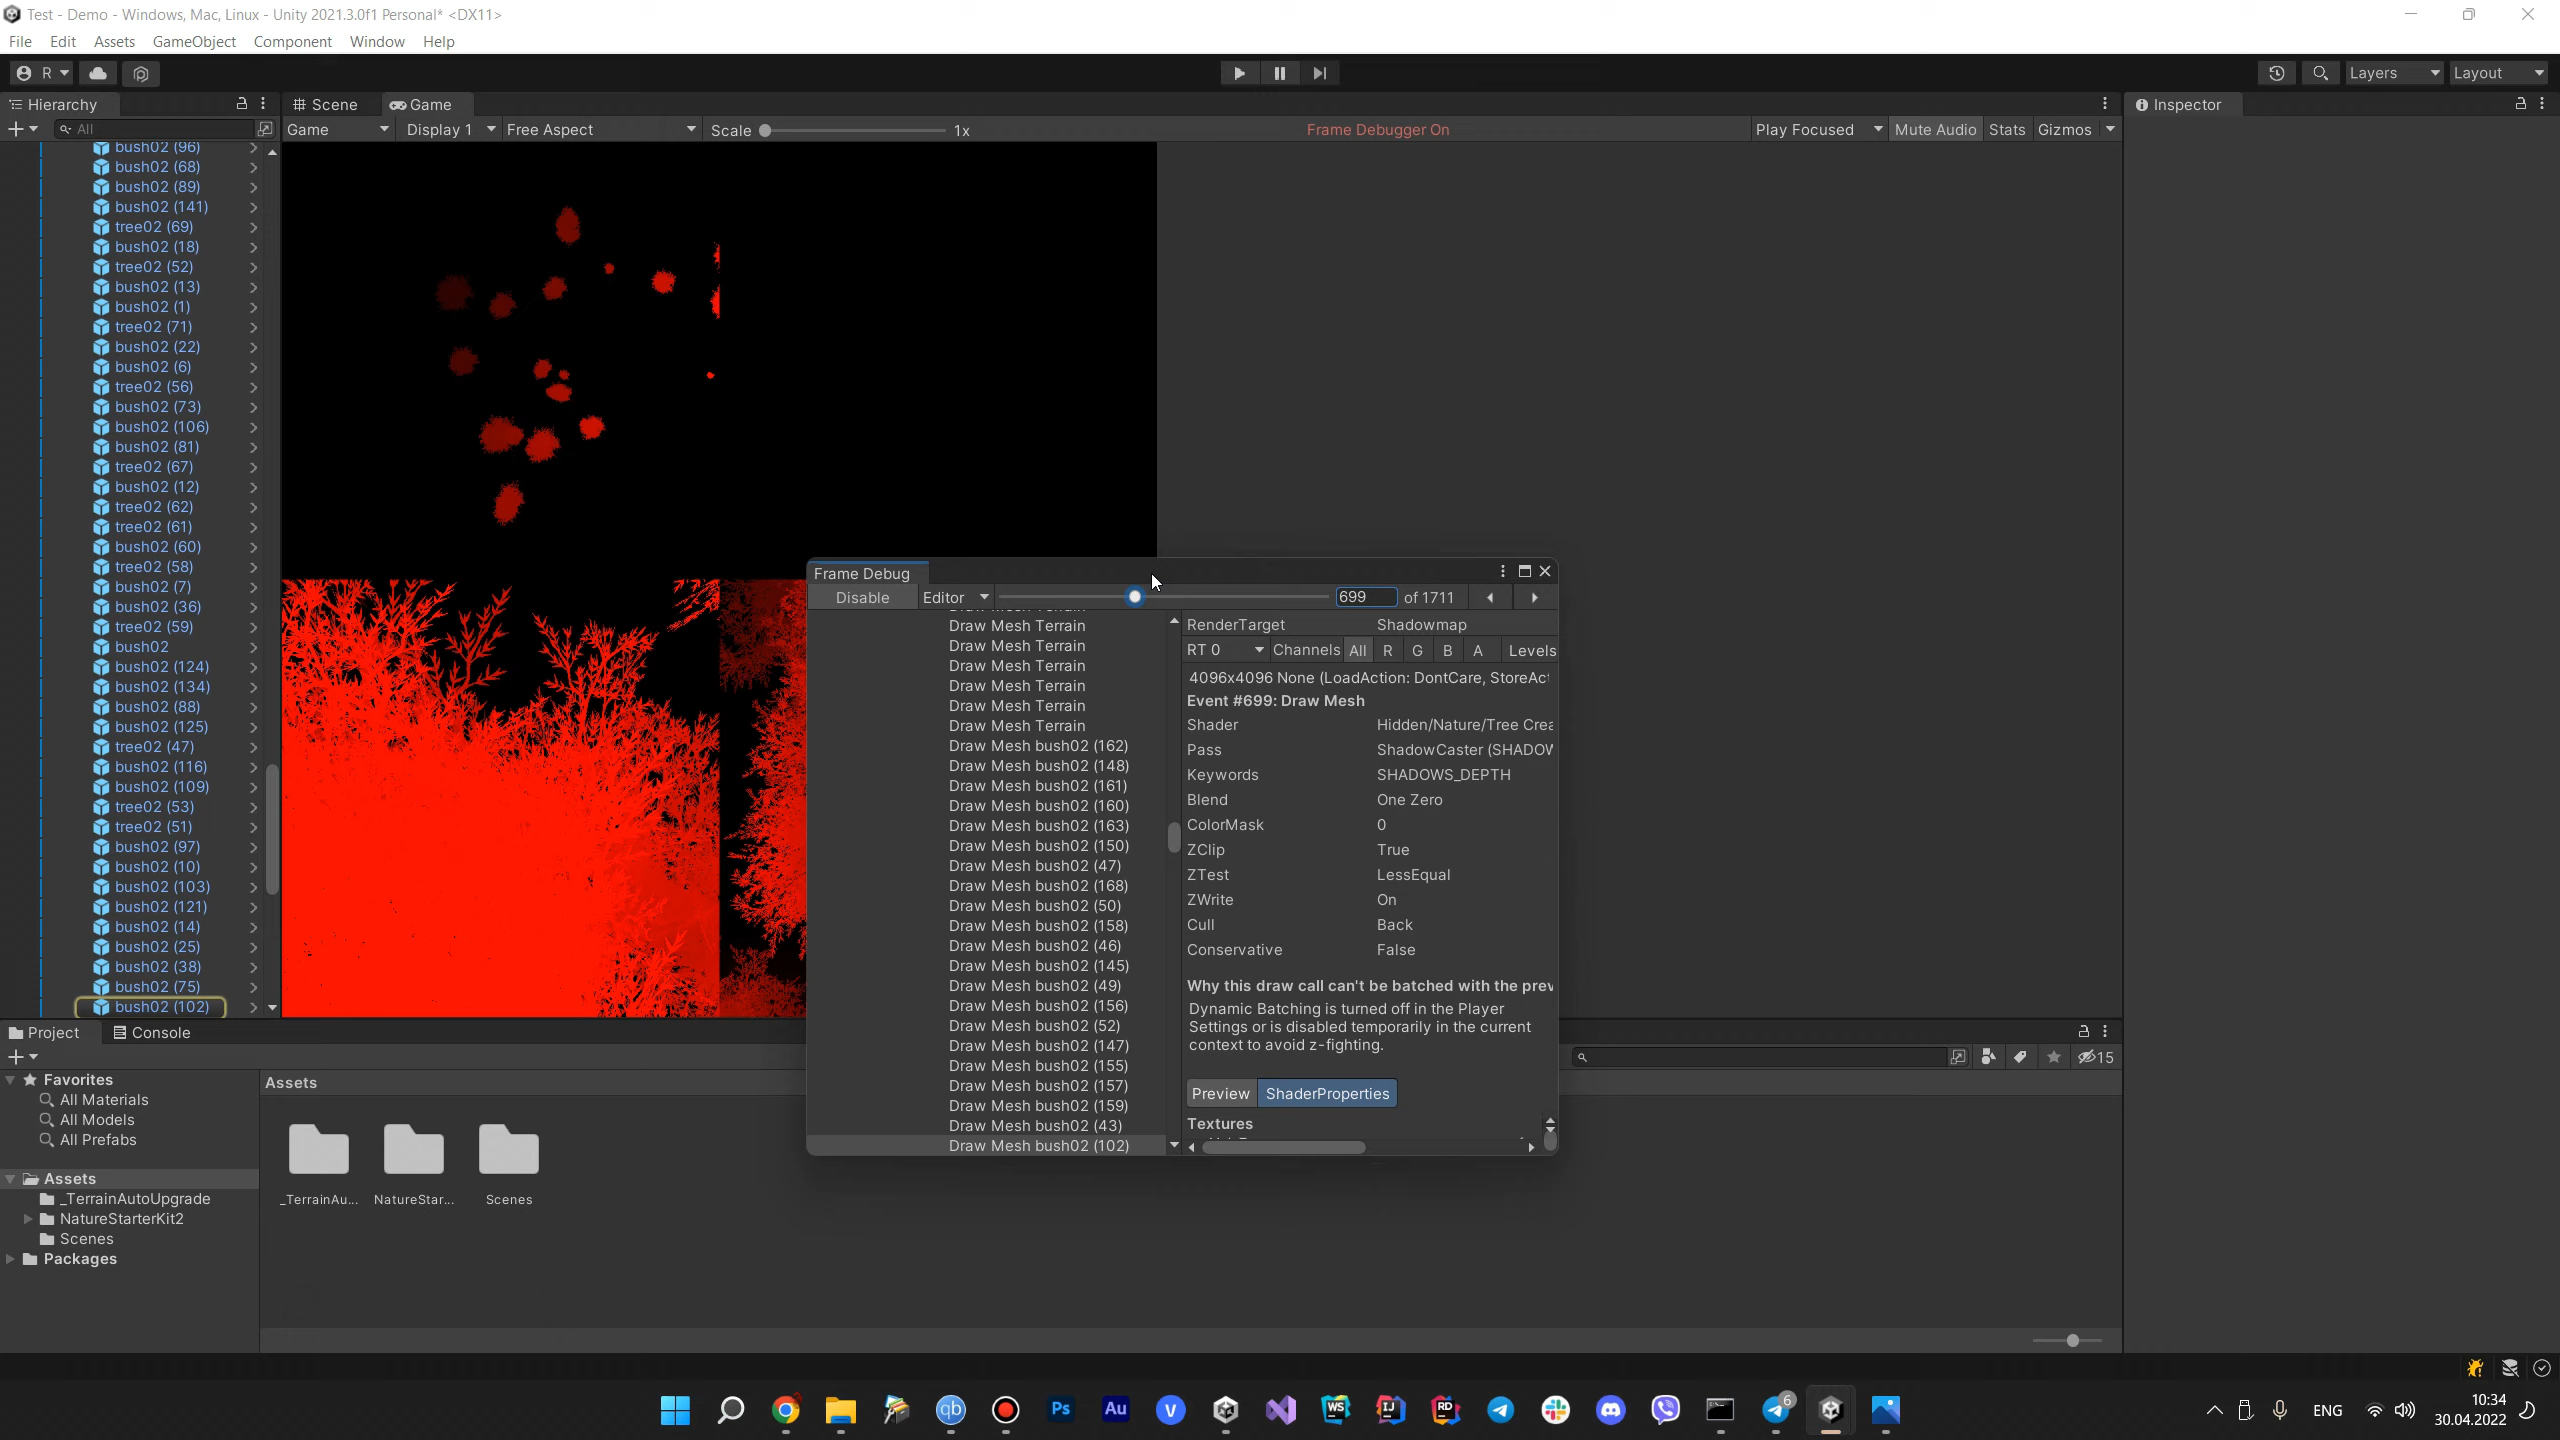 Test - Demo - Windows, Mac, Linux - Unity 2021.3.0f1 Personal* <DX11>
File Edit Assets GameObject Component Window Help
R Layers Layout
Hierarchy
All
bush02 (96)
bush02 (68)
bush02 (89)
bush02 (141)
tree02 (69)
bush02 (18)
tree02 (52)
bush02 (13)
bush02 (1)
tree02 (71)
bush02 (22)
bush02 (6)
tree02 (56)
bush02 (73)
bush02 (106)
bush02 (81)
tree02 (67)
bush02 (12)
tree02 (62)
tree02 (61)
bush02 (60)
tree02 (58)
bush02 (7)
bush02 (36)
tree02 (59)
bush02
bush02 (124)
bush02 (134)
bush02 (88)
bush02 (125)
tree02 (47)
bush02 (116)
bush02 (109)
tree02 (53)
tree02 (51)
bush02 (97)
bush02 (10)
bush02 (103)
bush02 (121)
bush02 (14)
bush02 (25)
bush02 (38)
bush02 (75)
bush02 (102)
Scene Game
Game Display 1 Free Aspect Scale 1x Frame Debugger On Play Focused Mute Audio Stats Gizmos
Inspector
Frame Debug
Disable Editor 699 of 1711
Draw Mesh Terrain
Draw Mesh Terrain
Draw Mesh Terrain
Draw Mesh Terrain
Draw Mesh Terrain
Draw Mesh Terrain
Draw Mesh Terrain
Draw Mesh bush02 (162)
Draw Mesh bush02 (148)
Draw Mesh bush02 (161)
Draw Mesh bush02 (160)
Draw Mesh bush02 (163)
Draw Mesh bush02 (150)
Draw Mesh bush02 (47)
Draw Mesh bush02 (168)
Draw Mesh bush02 (50)
Draw Mesh bush02 (158)
Draw Mesh bush02 (46)
Draw Mesh bush02 (145)
Draw Mesh bush02 (49)
Draw Mesh bush02 (156)
Draw Mesh bush02 (52)
Draw Mesh bush02 (147)
Draw Mesh bush02 (155)
Draw Mesh bush02 (157)
Draw Mesh bush02 (159)
Draw Mesh bush02 (43)
Draw Mesh bush02 (102)
RenderTarget Shadowmap
RT 0 Channels All R G B A Levels
4096x4096 None (LoadAction: DontCare, StoreAct
Event #699: Draw Mesh
Shader Hidden/Nature/Tree Crea
Pass ShadowCaster (SHADOW
Keywords SHADOWS_DEPTH
Blend One Zero
ColorMask 0
ZClip True
ZTest LessEqual
ZWrite On
Cull Back
Conservative False
Why this draw call can't be batched with the prev
Dynamic Batching is turned off in the Player
Settings or is disabled temporarily in the current
context to avoid z-fighting.
Preview ShaderProperties
Textures
Project Console
15
Favorites
All Materials
All Models
All Prefabs
Assets
_TerrainAutoUpgrade
NatureStarterKit2
Scenes
Packages
Assets
_TerrainAu... NatureStar... Scenes
qb Ps Au V WS IJ RD 6
ENG
10:34
30.04.2022